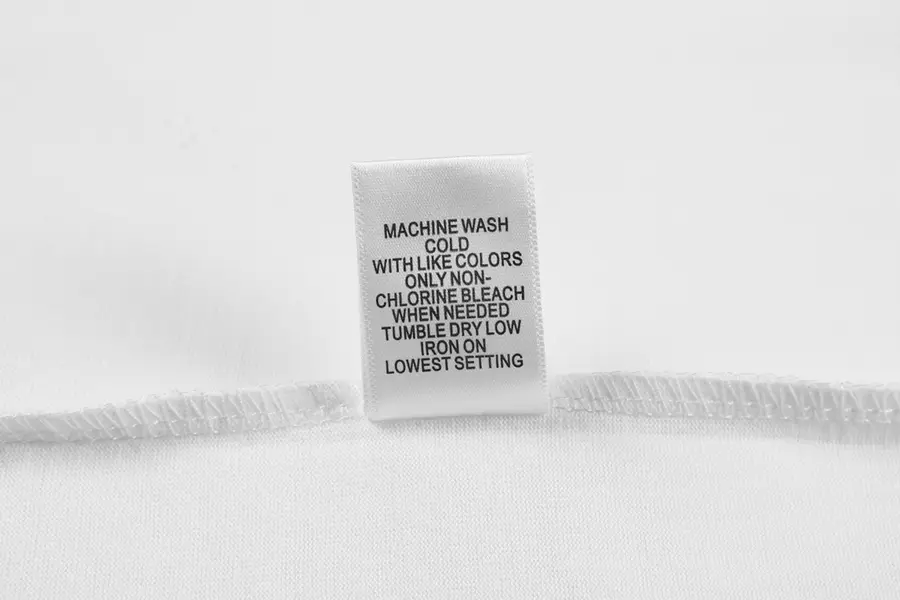 MACHINE WASH
COLD
WITH LIKE COLORS
ONLY NON-
CHLORINE BLEACH
WHEN NEEDED
TUMBLE DRY LOW
IRON ON
LOWEST SETTING